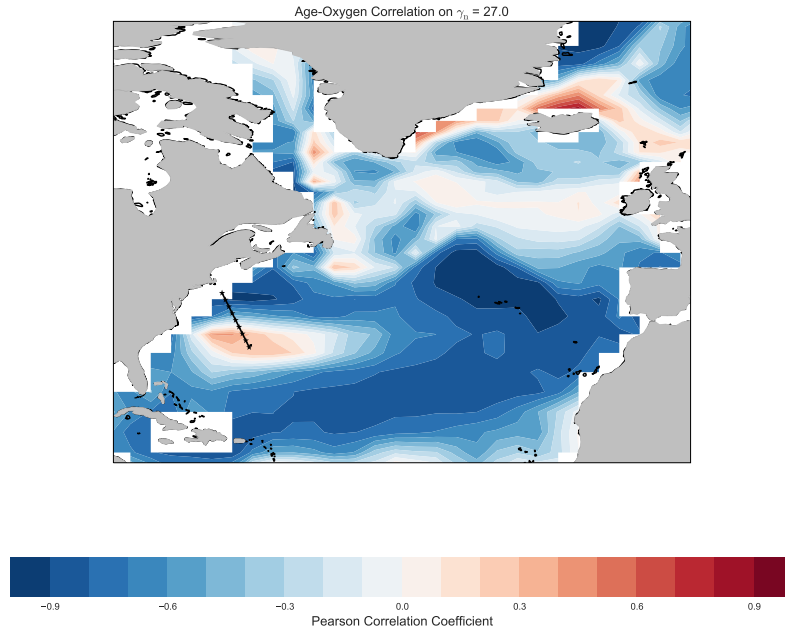 Age-Oxygen Correlation on γₙ = 27.0
−0.9 −0.6 −0.3 0.0 0.3 0.6 0.9
Pearson Correlation Coefficient